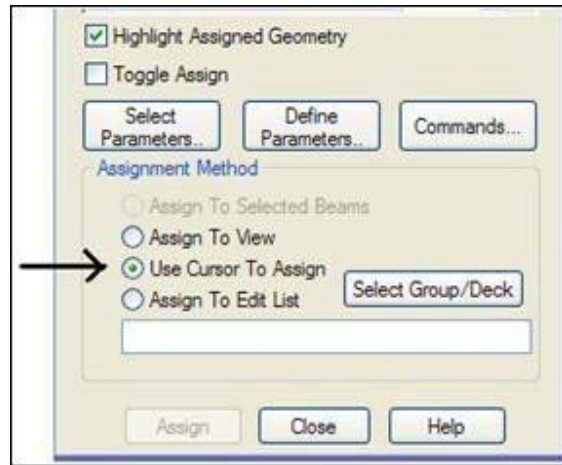 Highlight Assigned Geometry
Toggle Assign
Select
Parameters..
Define
Parameters..
Commands...
Assignment Method
Assign To Selected Beams
Assign To View
Use Cursor To Assign
Assign To Edit List
Select Group/Deck
Assign
Close
Help